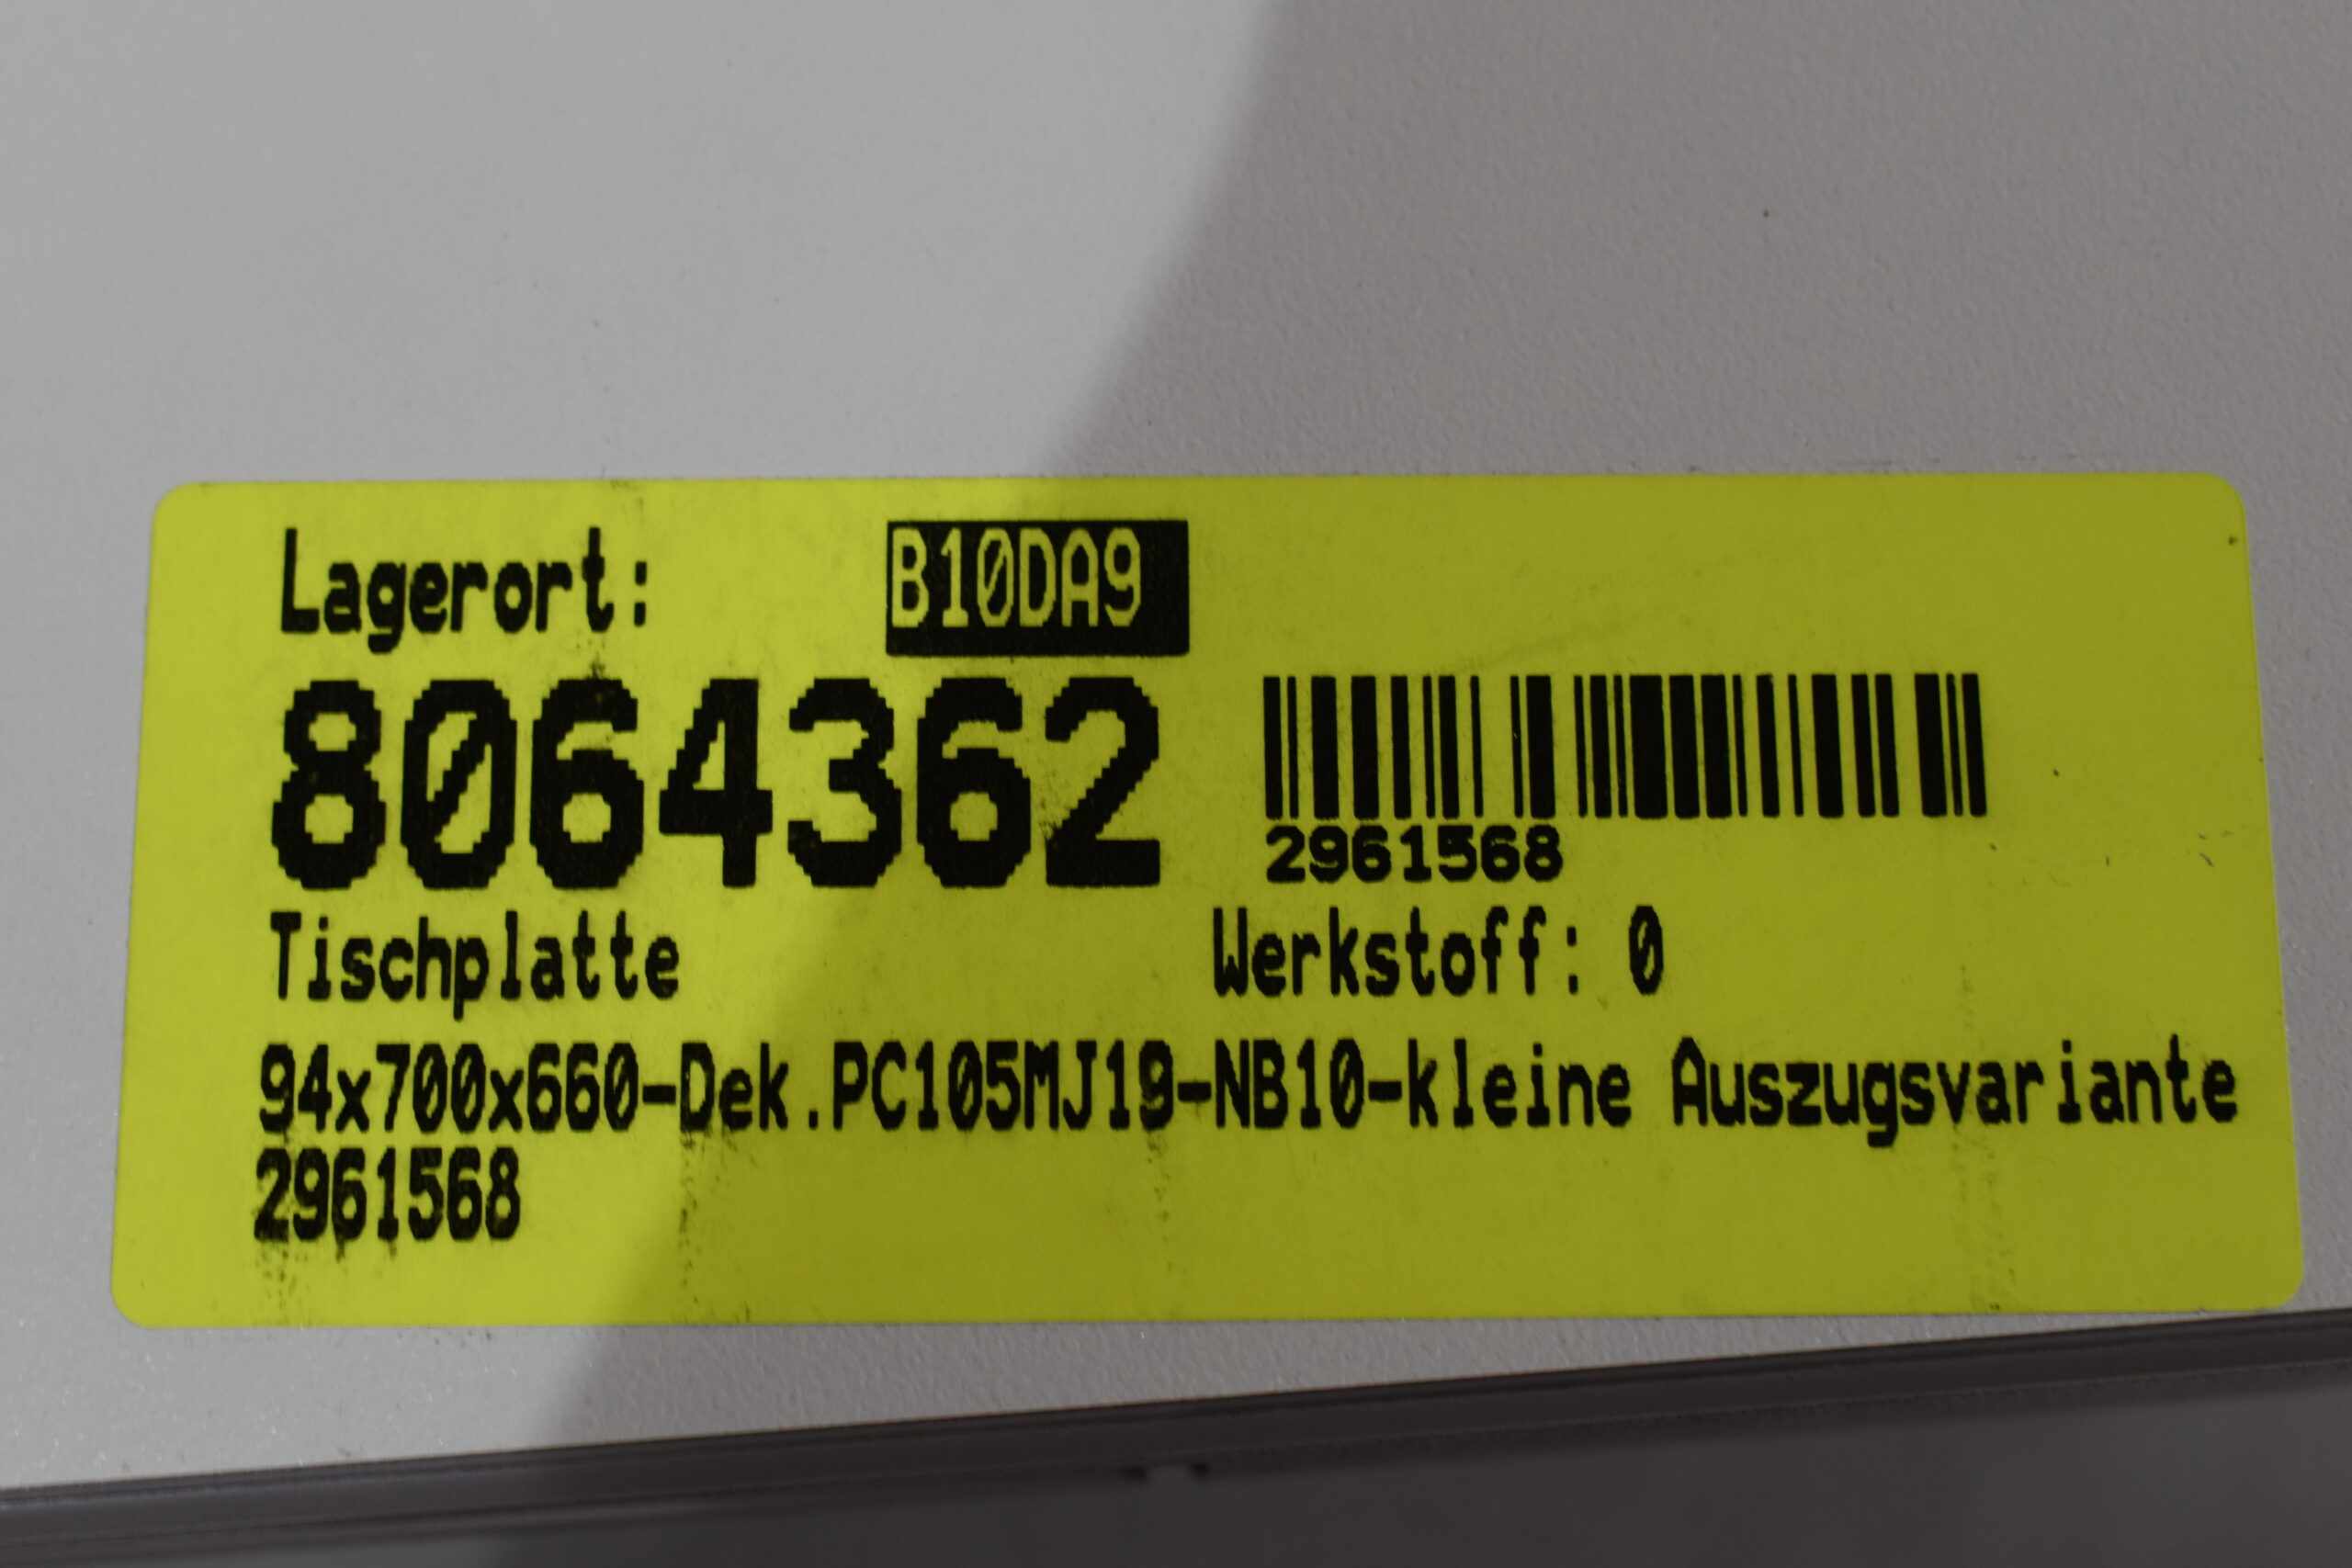 Lagerort: B10DA9
8064362
2961568
Tischplatte Werkstoff: 0
94x700x660-Dek.PC105MJ19-NB10-kleine Auszugsvariante
2961568